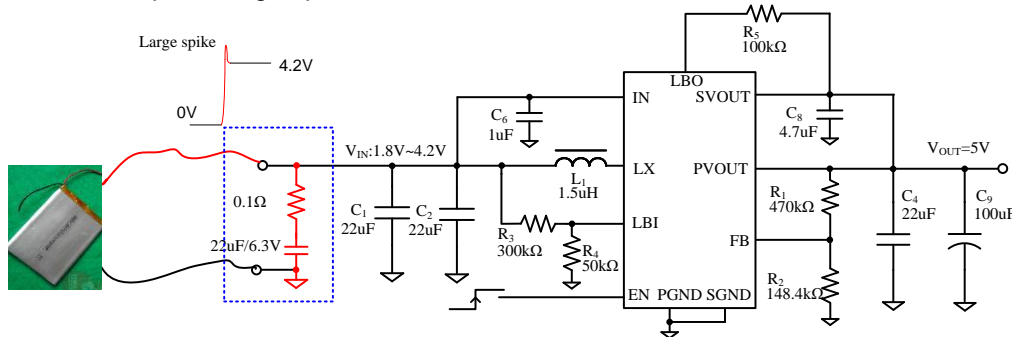 Large spike
4.2V
0V
0.1Ω
22uF/6.3V
VIN:1.8V~4.2V
C1
22uF
C2
22uF
C6
1uF
L1
1.5uH
R3
300kΩ
R4
50kΩ
R5
100kΩ
LBO
IN
SVOUT
LX
PVOUT
LBI
FB
EN
PGND
SGND
C8
4.7uF
VOUT=5V
R1
470kΩ
R2
148.4kΩ
C4
22uF
C9
100uF